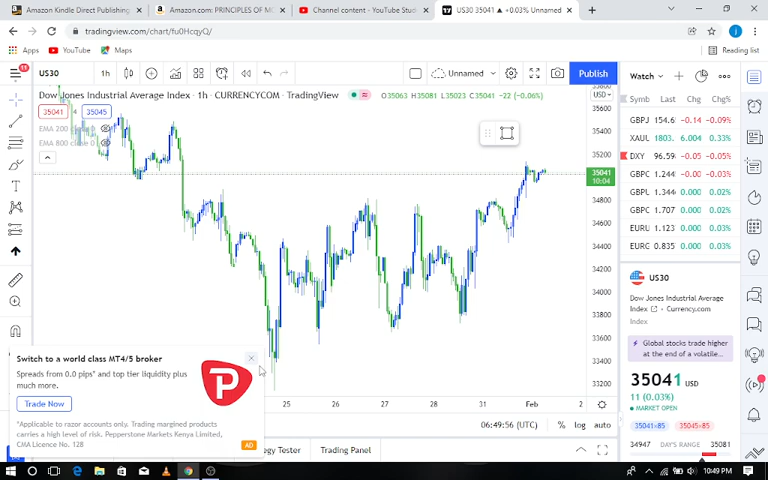 Amazon Kindle Direct Publishing
Amazon.com: PRINCIPLES OF MO
Channel content - YouTube Stud
US30 35041 ▲ +0.03% Unnamed
tradingview.com/chart/fu0HcqyQ/
Reading list
Apps YouTube Maps
11
US30 1h Unnamed Publish
Watch
Dow Jones Industrial Average Index · 1h · CURRENCYCOM · TradingView O35063 H35081 L35023 C35041 −22 (−0.06%)
USD
35041 4 35045
EMA 200 close 0
EMA 800 close 0
35600
35400
35200
35041
10:04
34800
34600
34400
34200
34000
33800
33600
33400
33200
Symb Last Chg Chg%
GBPJ 154.6 -0.14 -0.09%
XAUL 1803. 6.004 0.33%
DXY 96.59 -0.05 -0.05%
GBPC 1.244 -0.00 -0.03%
GBPL 1.344 0.000 0.02%
GBPC 1.707 0.000 0.02%
EURU 1.123 0.000 0.03%
EURC 0.835 0.000 0.03%
US30
Dow Jones Industrial Average
Index · Currency.com
Index
Global stocks trade higher
at the end of a volatile...
35041 USD
11 (0.03%)
MARKET OPEN
35041×85 35045×85
34947 DAY'S RANGE 35081
Switch to a world class MT4/5 broker
Spreads from 0.0 pips* and top tier liquidity plus
much more.
Trade Now
*Applicable to razor accounts only. Trading margined products
carries a high level of risk. Pepperstone Markets Kenya Limited,
CMA Licence No. 128
AD
25 26 27 28 31 Feb 2
06:49:56 (UTC) % log auto
egy Tester Trading Panel
10:49 PM